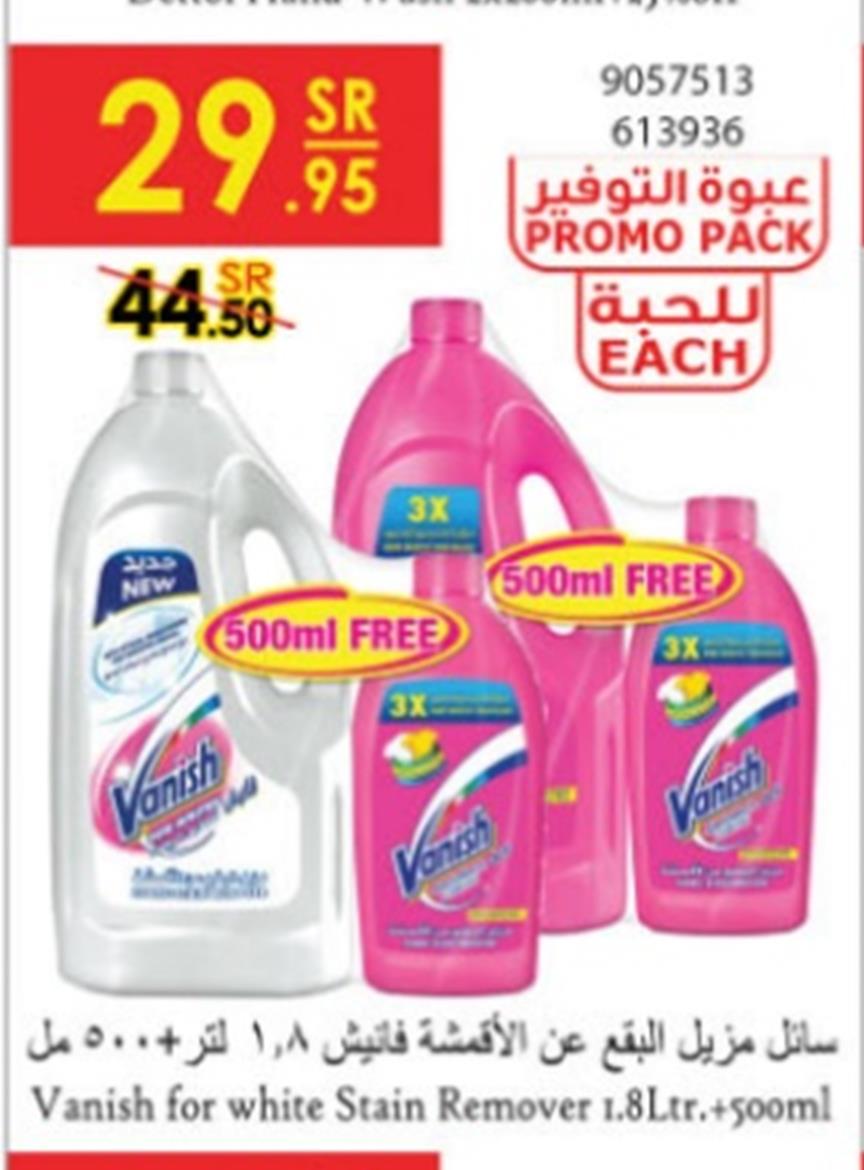 29.95 SR
9057513
613936
عبوة التوفير
PROMO PACK
للحبة
EACH
44.50 SR
3X
500ml FREE
500ml FREE
جديد
NEW
3X
3X
Vanish
فانيش
Vanish
Vanish
سائل مزيل البقع عن الأقمشة فانيش ١,٨ لتر+٥٠٠ مل
Vanish for white Stain Remover 1.8Ltr.+500ml